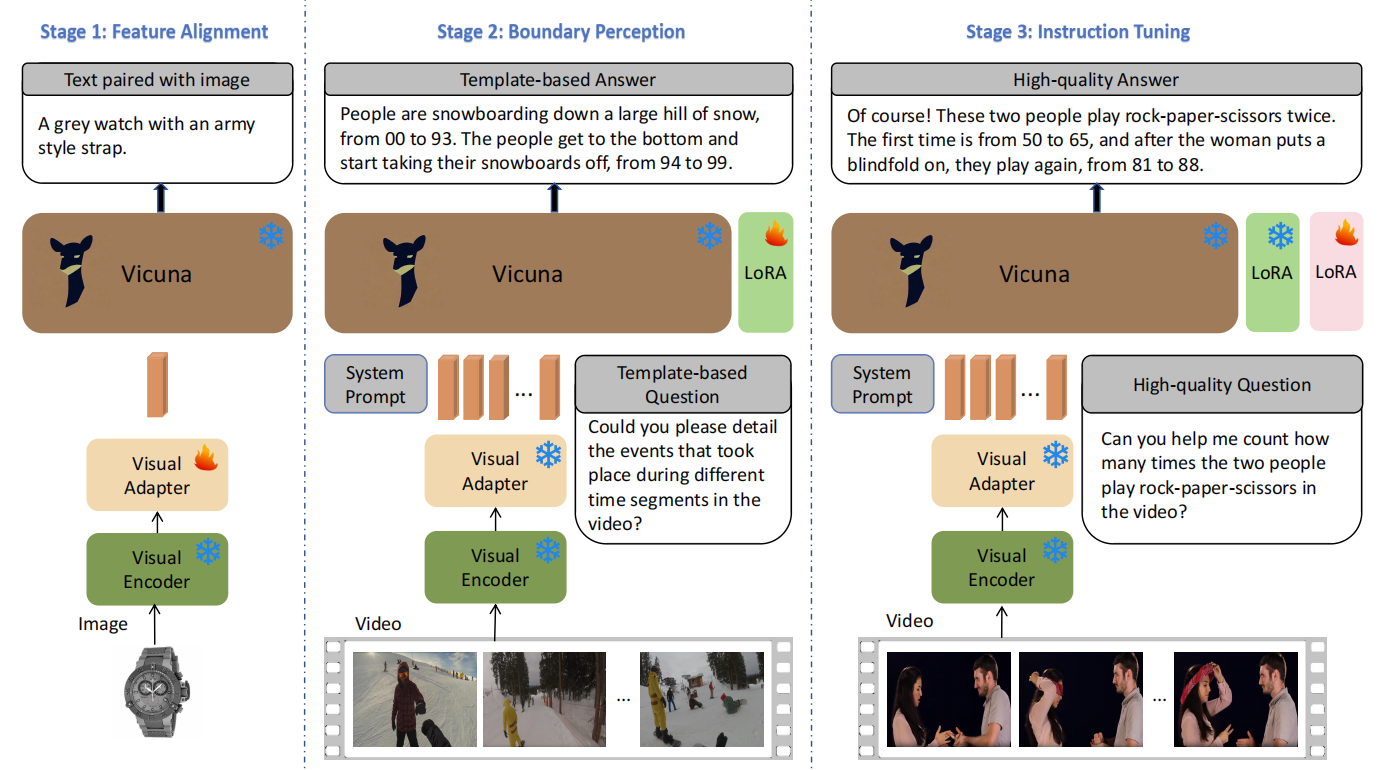 Stage 1: Feature Alignment
Text paired with image
A grey watch with an army
style strap.
Vicuna
Visual
Adapter
Visual
Encoder
Image
Stage 2: Boundary Perception
Template-based Answer
People are snowboarding down a large hill of snow,
from 00 to 93. The people get to the bottom and
start taking their snowboards off, from 94 to 99.
Vicuna
LoRA
System
Prompt
...
Template-based
Question
Could you please detail
the events that took
place during different
time segments in the
video?
Visual
Adapter
Visual
Encoder
Video
...
Stage 3: Instruction Tuning
High-quality Answer
Of course! These two people play rock-paper-scissors twice.
The first time is from 50 to 65, and after the woman puts a
blindfold on, they play again, from 81 to 88.
Vicuna
LoRA
LoRA
System
Prompt
...
High-quality Question
Can you help me count how
many times the two people
play rock-paper-scissors in
the video?
Visual
Adapter
Visual
Encoder
Video
...